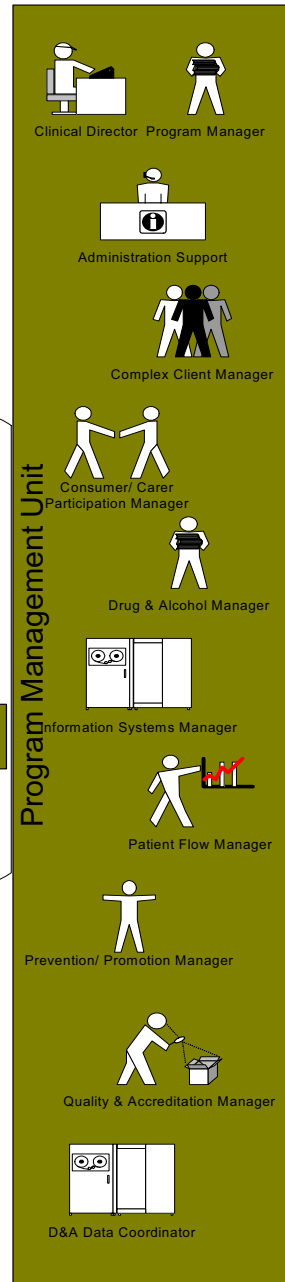 Clinical Director Program Manager
Administration Support
Complex Client Manager
Consumer/ Carer
Participation Manager
Drug & Alcohol Manager
Program Management Unit
Information Systems Manager
Patient Flow Manager
Prevention/ Promotion Manager
Quality & Accreditation Manager
D&A Data Coordinator